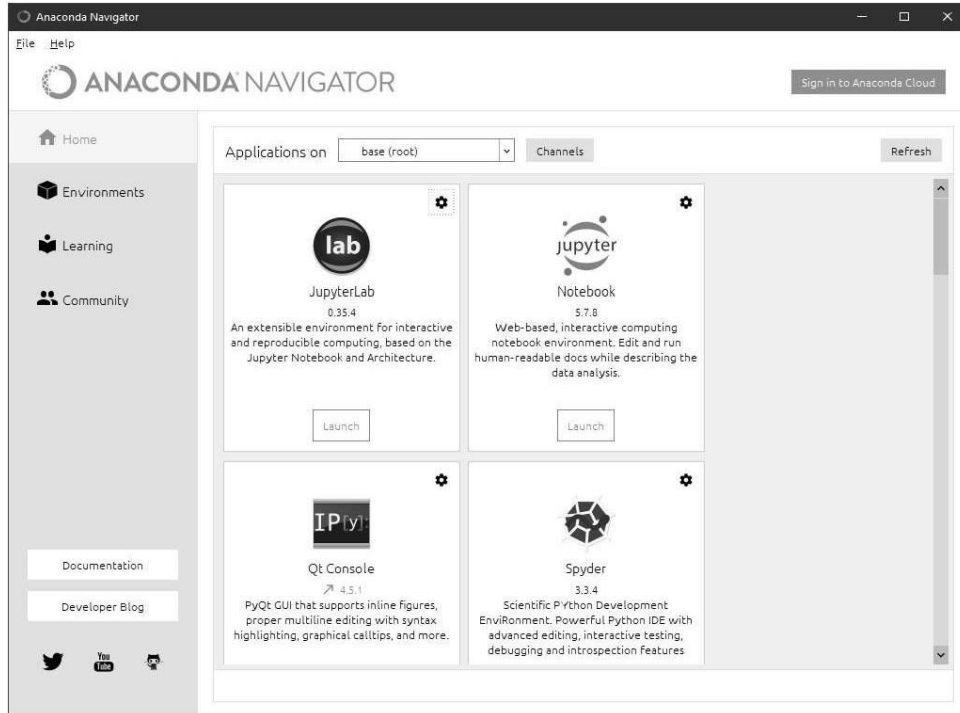 Anaconda Navigator
File Help
ANACONDA NAVIGATOR
Sign in to Anaconda Cloud
Home
Environments
Learning
Community
Documentation
Developer Blog
You
Tube
Applications on base (root) Channels Refresh
lab
JupyterLab
0.35.4
An extensible environment for interactive
and reproducible computing, based on the
Jupyter Notebook and Architecture.
Launch
jupyter
Notebook
5.7.8
Web-based, interactive computing
notebook environment. Edit and run
human-readable docs while describing the
data analysis.
Launch
IP[y]:
Qt Console
4.5.1
PyQt GUI that supports inline figures,
proper multiline editing with syntax
highlighting, graphical calltips, and more.
Spyder
3.3.4
Scientific PYthon Development
EnviRonment. Powerful Python IDE with
advanced editing, interactive testing,
debugging and introspection features